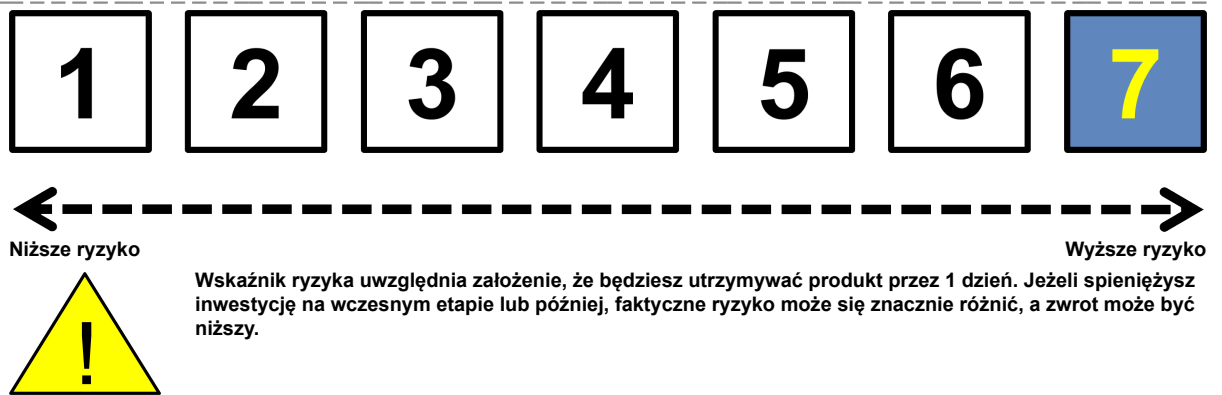 1 2 3 4 5 6 7
Niższe ryzyko Wyższe ryzyko
Wskaźnik ryzyka uwzględnia założenie, że będziesz utrzymywać produkt przez 1 dzień. Jeżeli spieniężysz
inwestycję na wczesnym etapie lub później, faktyczne ryzyko może się znacznie różnić, a zwrot może być
niższy.
!